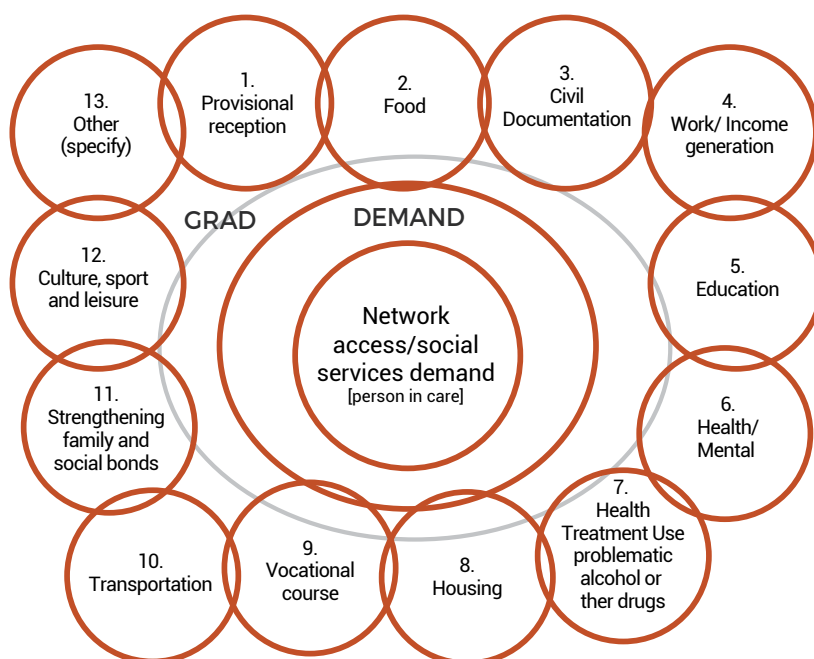 1.
Provisional
reception
2.
Food
3.
Civil
Documentation
4.
Work/ Income
generation
5.
Education
6.
Health/
Mental
7.
Health
Treatment Use
problematic
alcohol or
ther drugs
8.
Housing
9.
Vocational
course
10.
Transportation
11.
Strengthening
family and
social bonds
12.
Culture, sport
and leisure
13.
Other
(specify)
GRAD
DEMAND
Network
access/social
services demand
[person in care]